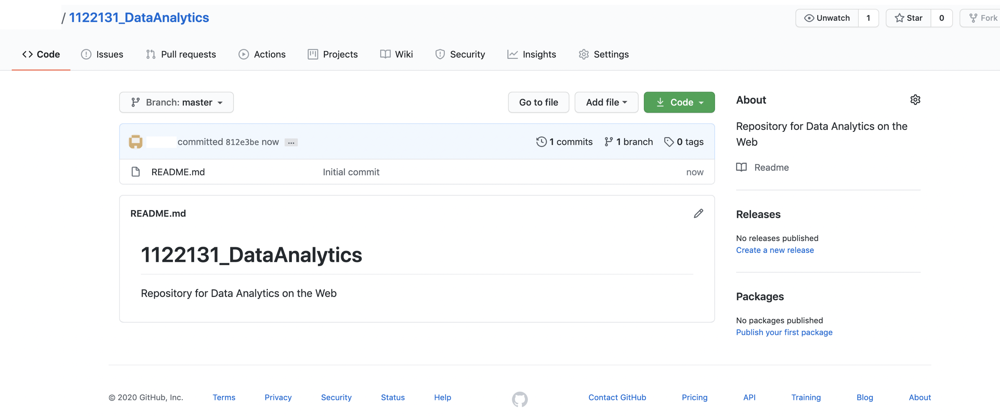 / 1122131_DataAnalytics
Unwatch 1 Star 0 Fork
Code Issues Pull requests Actions Projects Wiki Security Insights Settings
Branch: master Go to file Add file Code
committed 812e3be now ... 1 commits 1 branch 0 tags
README.md Initial commit now
README.md
1122131_DataAnalytics
Repository for Data Analytics on the Web
About
Repository for Data Analytics on the
Web
Readme
Releases
No releases published
Create a new release
Packages
No packages published
Publish your first package
© 2020 GitHub, Inc. Terms Privacy Security Status Help Contact GitHub Pricing API Training Blog About